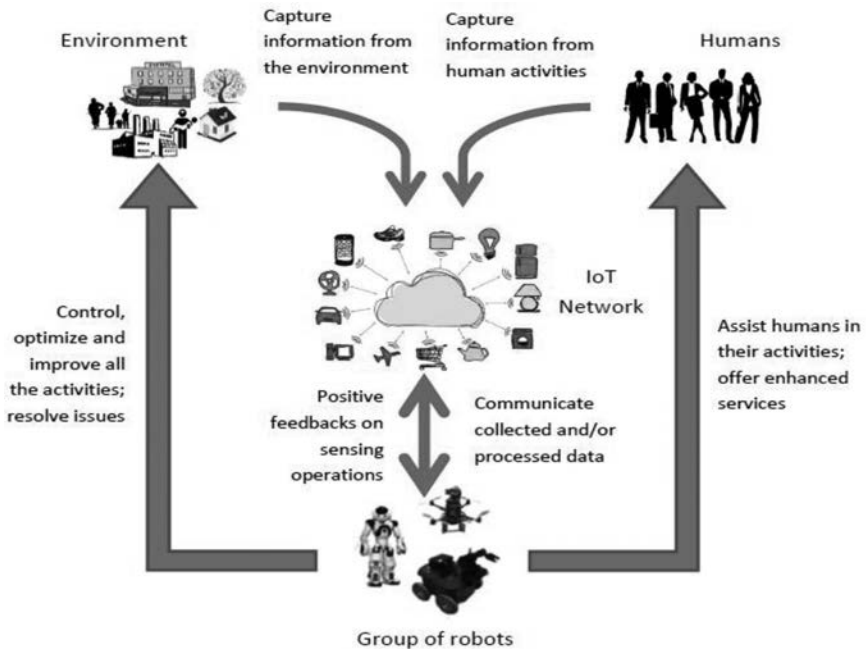 Environment
Capture
information from
the environment
Capture
information from
human activities
Humans
IoT
Network
Control,
optimize and
improve all
the activities;
resolve issues
Positive
feedbacks on
sensing
operations
Communicate
collected and/or
processed data
Assist humans in
their activities;
offer enhanced
services
Group of robots